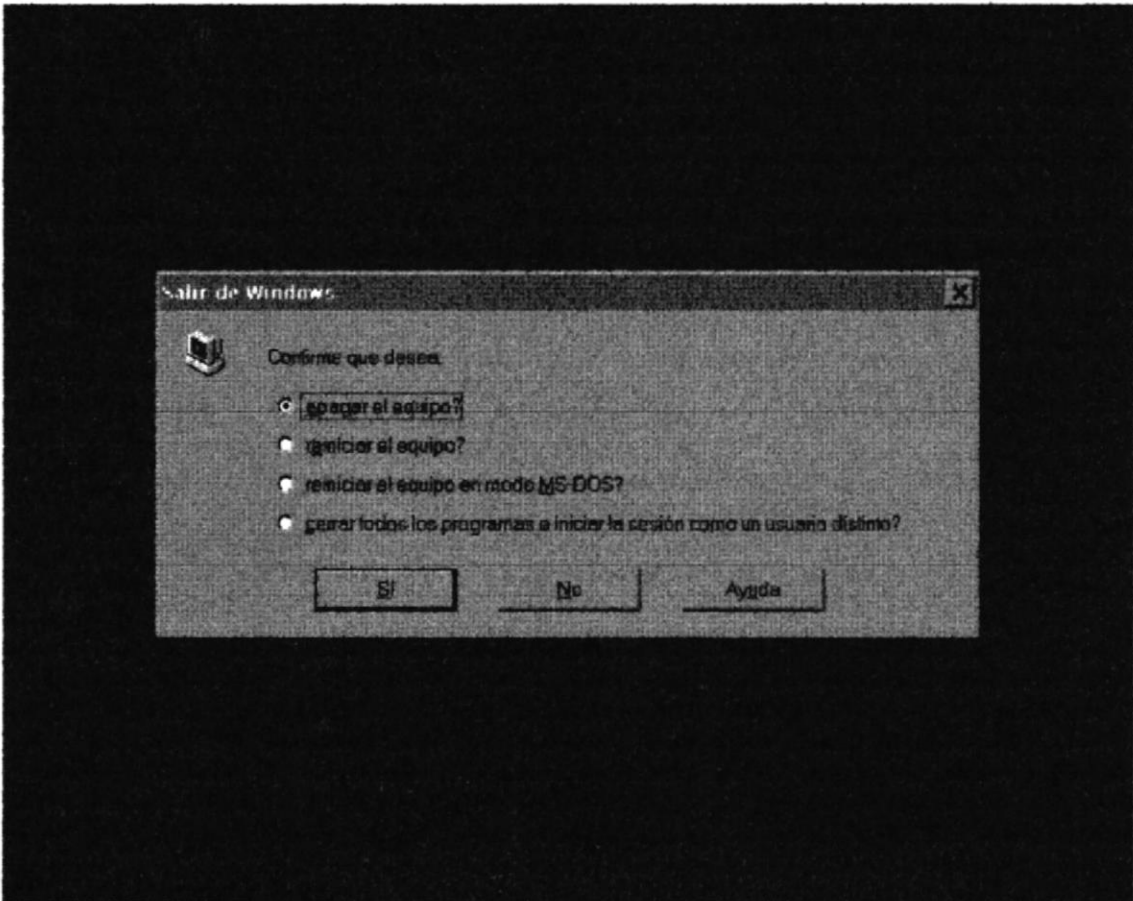 Salir de Windows
Confirme que desea:
apagar el equipo?
reiniciar el equipo?
reiniciar el equipo en modo MS-DOS?
cerrar todos los programas e iniciar la sesión como un usuario distinto?
Sí
No
Ayuda